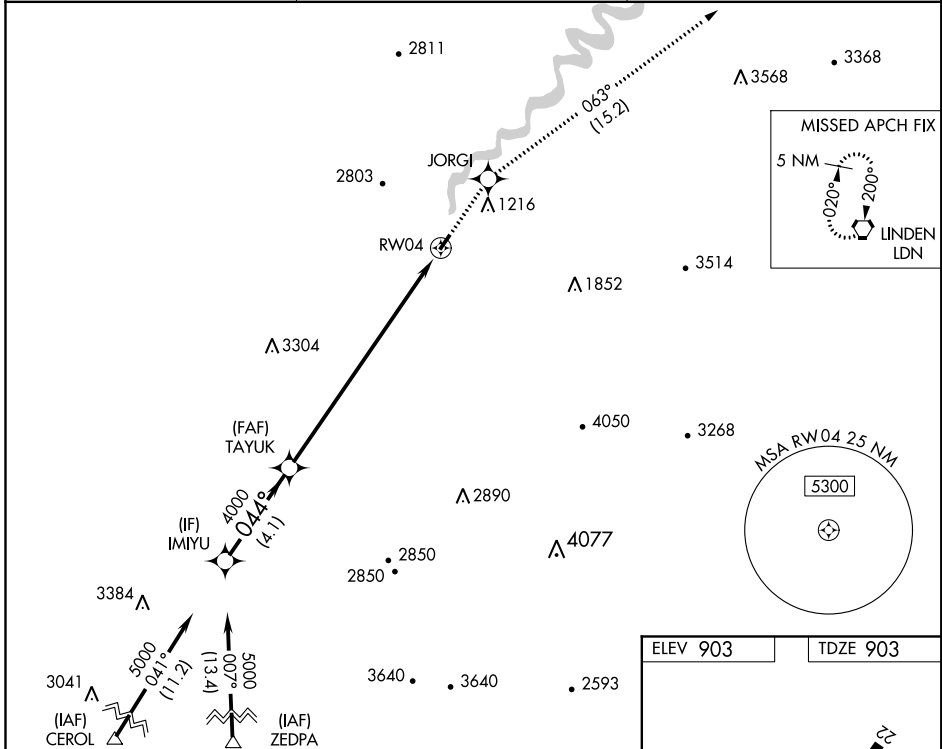 2811
3368
3568
063°
(15.2)
MISSED APCH FIX
5 NM
020°
200°
LINDEN
LDN
JORGI
2803
1216
RW04
3514
1852
3304
4050
3268
(FAF)
TAYUK
MSA RW04 25 NM
5300
2890
4000
044°
(4.1)
(IF)
IMIYU
4077
2850
2850
3384
5000
041°
(11.2)
5000
007°
(13.4)
ELEV 903
TDZE 903
3041
3640
3640
2593
(IAF)
CEROL
(IAF)
ZEDPA
22